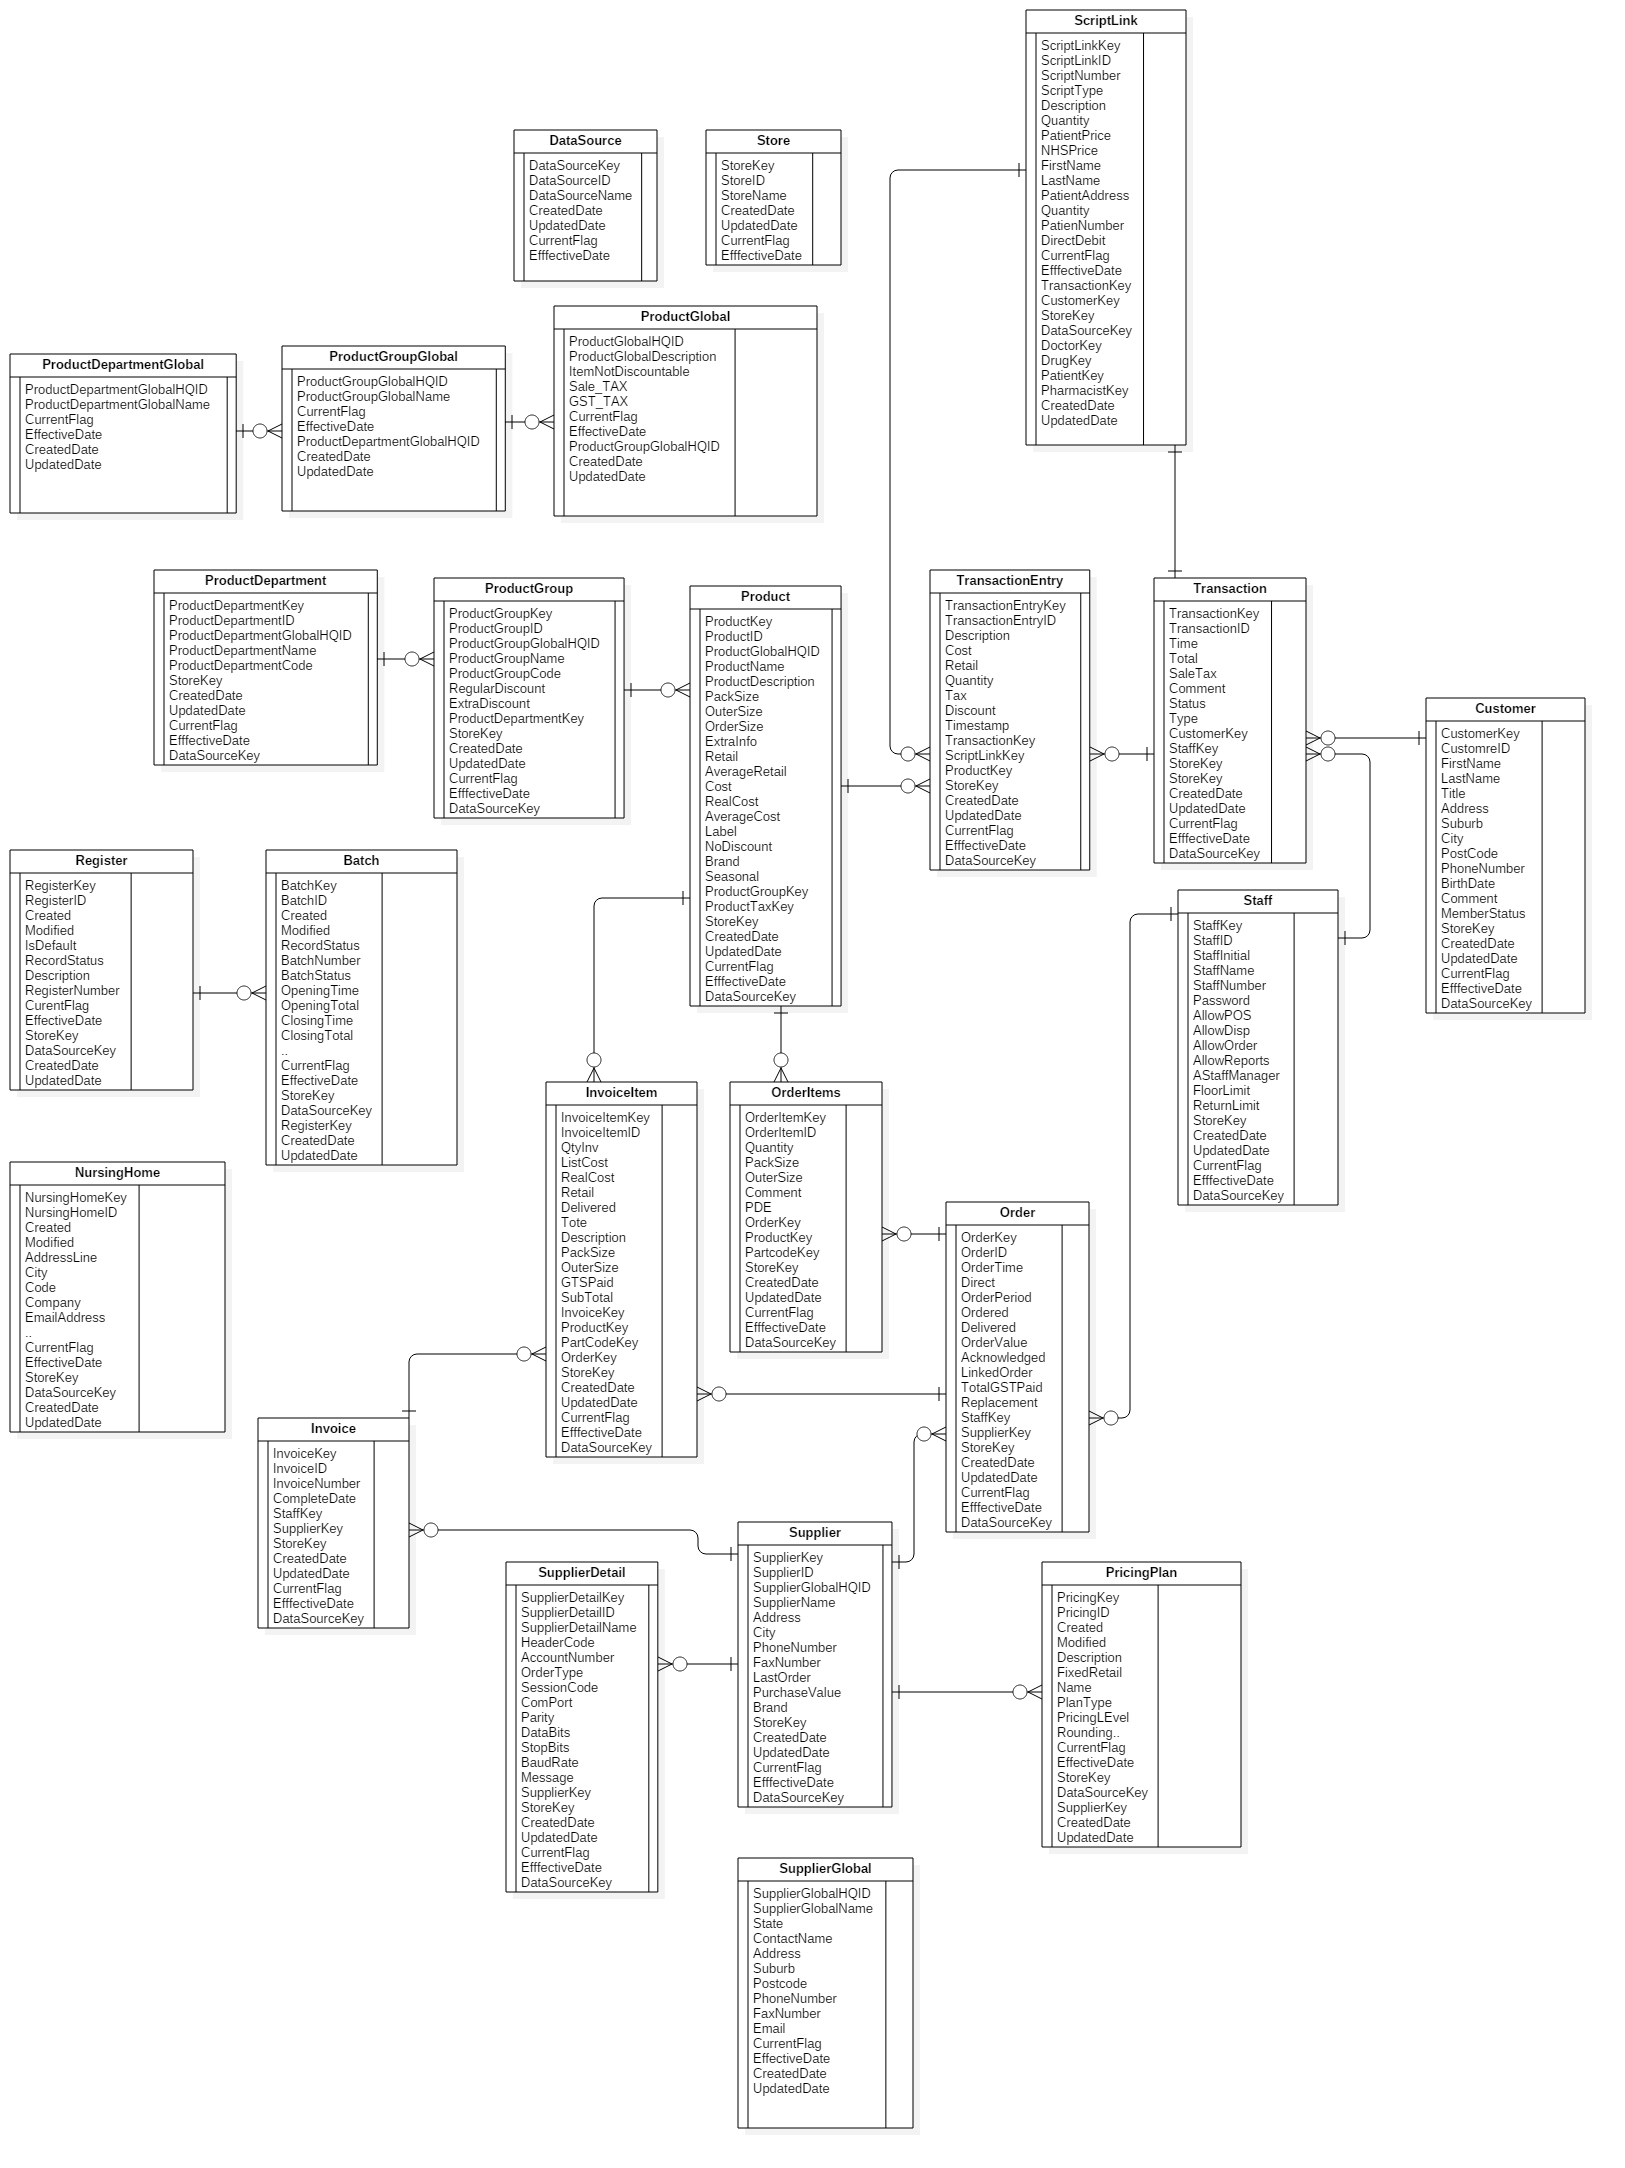 ScriptLink
ScriptLinkKey
ScriptLinkID
ScriptNumber
ScriptType
Description
Quantity
PatientPrice
NHSPrice
FirstName
LastName
PatientAddress
Quantity
PatienNumber
DirectDebit
CurrentFlag
EfffectiveDate
TransactionKey
CustomerKey
StoreKey
DataSourceKey
DoctorKey
DrugKey
PatientKey
PharmacistKey
CreatedDate
UpdatedDate
DataSource
DataSourceKey
DataSourceID
DataSourceName
CreatedDate
UpdatedDate
CurrentFlag
EfffectiveDate
Store
StoreKey
StoreID
StoreName
CreatedDate
UpdatedDate
CurrentFlag
EfffectiveDate
ProductDepartmentGlobal
ProductDepartmentGlobalHQID
ProductDepartmentGlobalName
CurrentFlag
EffectiveDate
CreatedDate
UpdatedDate
ProductGroupGlobal
ProductGroupGlobalHQID
ProductGroupGlobalName
CurrentFlag
EffectiveDate
ProductDepartmentGlobalHQID
CreatedDate
UpdatedDate
ProductGlobal
ProductGlobalHQID
ProductGlobalDescription
ItemNotDiscountable
Sale_TAX
GST_TAX
CurrentFlag
EffectiveDate
ProductGroupGlobalHQID
CreatedDate
UpdatedDate
ProductDepartment
ProductDepartmentKey
ProductDepartmentID
ProductDepartmentGlobalHQID
ProductDepartmentName
ProductDepartmentCode
StoreKey
CreatedDate
UpdatedDate
CurrentFlag
EfffectiveDate
DataSourceKey
ProductGroup
ProductGroupKey
ProductGroupID
ProductGroupGlobalHQID
ProductGroupName
ProductGroupCode
RegularDiscount
ExtraDiscount
ProductDepartmentKey
StoreKey
CreatedDate
UpdatedDate
CurrentFlag
EfffectiveDate
DataSourceKey
Product
ProductKey
ProductID
ProductGlobalHQID
ProductName
ProductDescription
PackSize
OuterSize
OrderSize
ExtraInfo
Retail
AverageRetail
Cost
RealCost
AverageCost
Label
NoDiscount
Brand
Seasonal
ProductGroupKey
ProductTaxKey
StoreKey
CreatedDate
UpdatedDate
CurrentFlag
EfffectiveDate
DataSourceKey
TransactionEntry
TransactionEntryKey
TransactionEntryID
Description
Cost
Retail
Quantity
Tax
Discount
Timestamp
TransactionKey
ScriptLinkKey
ProductKey
StoreKey
CreatedDate
UpdatedDate
CurrentFlag
EfffectiveDate
DataSourceKey
Transaction
TransactionKey
TransactionID
Time
Total
SaleTax
Comment
Status
Type
CustomerKey
StaffKey
StoreKey
StoreKey
CreatedDate
UpdatedDate
CurrentFlag
EfffectiveDate
DataSourceKey
Customer
CustomerKey
CustomreID
FirstName
LastName
Title
Address
Suburb
City
PostCode
PhoneNumber
BirthDate
Comment
MemberStatus
StoreKey
CreatedDate
UpdatedDate
CurrentFlag
EfffectiveDate
DataSourceKey
Register
RegisterKey
RegisterID
Created
Modified
IsDefault
RecordStatus
Description
RegisterNumber
CurentFlag
EffectiveDate
StoreKey
DataSourceKey
CreatedDate
UpdatedDate
Batch
BatchKey
BatchID
Created
Modified
RecordStatus
BatchNumber
BatchStatus
OpeningTime
OpeningTotal
ClosingTime
ClosingTotal
..
CurrentFlag
EffectiveDate
StoreKey
DataSourceKey
RegisterKey
CreatedDate
UpdatedDate
Staff
StaffKey
StaffID
StaffInitial
StaffName
StaffNumber
Password
AllowPOS
AllowDisp
AllowOrder
AllowReports
AStaffManager
FloorLimit
ReturnLimit
StoreKey
CreatedDate
UpdatedDate
CurrentFlag
EfffectiveDate
DataSourceKey
NursingHome
NursingHomeKey
NursingHomeID
Created
Modified
AddressLine
City
Code
Company
EmailAddress
..
CurrentFlag
EffectiveDate
StoreKey
DataSourceKey
CreatedDate
UpdatedDate
InvoiceItem
InvoiceItemKey
InvoiceItemID
QtyInv
ListCost
RealCost
Retail
Delivered
Tote
Description
PackSize
OuterSize
GTSPaid
SubTotal
InvoiceKey
ProductKey
PartCodeKey
OrderKey
StoreKey
CreatedDate
UpdatedDate
CurrentFlag
EfffectiveDate
DataSourceKey
OrderItems
OrderItemKey
OrderItemID
Quantity
PackSize
OuterSize
Comment
PDE
OrderKey
ProductKey
PartcodeKey
StoreKey
CreatedDate
UpdatedDate
CurrentFlag
EfffectiveDate
DataSourceKey
Order
OrderKey
OrderID
OrderTime
Direct
OrderPeriod
Ordered
Delivered
OrderValue
Acknowledged
LinkedOrder
TotalGSTPaid
Replacement
StaffKey
SupplierKey
StoreKey
CreatedDate
UpdatedDate
CurrentFlag
EfffectiveDate
DataSourceKey
Invoice
InvoiceKey
InvoiceID
InvoiceNumber
CompleteDate
StaffKey
SupplierKey
StoreKey
CreatedDate
UpdatedDate
CurrentFlag
EfffectiveDate
DataSourceKey
SupplierDetail
SupplierDetailKey
SupplierDetailID
SupplierDetailName
HeaderCode
AccountNumber
OrderType
SessionCode
ComPort
Parity
DataBits
StopBits
BaudRate
Message
SupplierKey
StoreKey
CreatedDate
UpdatedDate
CurrentFlag
EfffectiveDate
DataSourceKey
Supplier
SupplierKey
SupplierID
SupplierGlobalHQID
SupplierName
Address
City
PhoneNumber
FaxNumber
LastOrder
PurchaseValue
Brand
StoreKey
CreatedDate
UpdatedDate
CurrentFlag
EfffectiveDate
DataSourceKey
PricingPlan
PricingKey
PricingID
Created
Modified
Description
FixedRetail
Name
PlanType
PricingLEvel
Rounding..
CurrentFlag
EffectiveDate
StoreKey
DataSourceKey
SupplierKey
CreatedDate
UpdatedDate
SupplierGlobal
SupplierGlobalHQID
SupplierGlobalName
State
ContactName
Address
Suburb
Postcode
PhoneNumber
FaxNumber
Email
CurrentFlag
EffectiveDate
CreatedDate
UpdatedDate